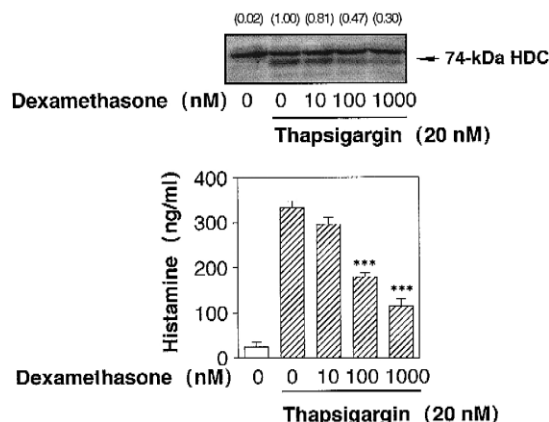 (0.02) (1.00) (0.81) (0.47) (0.30)
74-kDa HDC
Dexamethasone (nM) 0 0 10 100 1000
Thapsigargin (20 nM)
Histamine (ng/ml)
400
300
200
100
0
***
***
Dexamethasone (nM) 0 0 10 100 1000
Thapsigargin (20 nM)